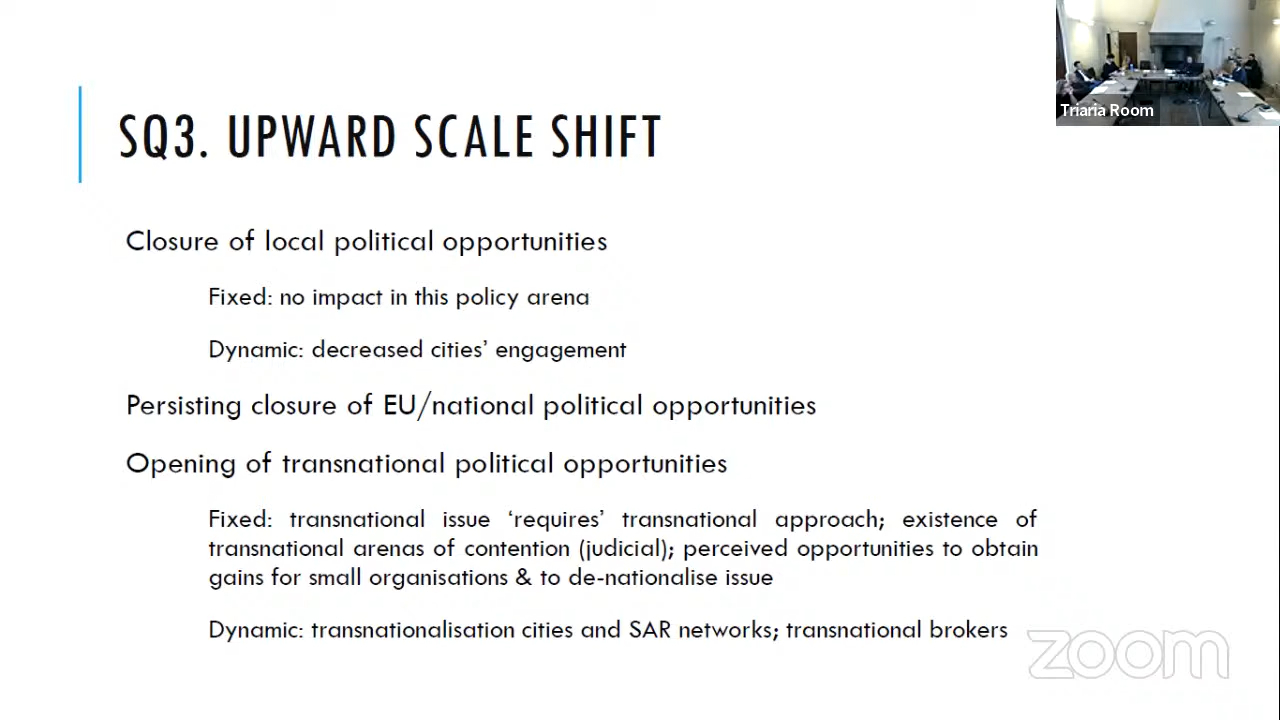 Triaria Room
SQ3. UPWARD SCALE SHIFT
Closure of local political opportunities
Fixed: no impact in this policy arena
Dynamic: decreased cities' engagement
Persisting closure of EU/national political opportunities
Opening of transnational political opportunities
Fixed: transnational issue 'requires' transnational approach; existence of
transnational arenas of contention (judicial); perceived opportunities to obtain
gains for small organisations & to de-nationalise issue
Dynamic: transnationalisation cities and SAR networks; transnational brokers
zoom